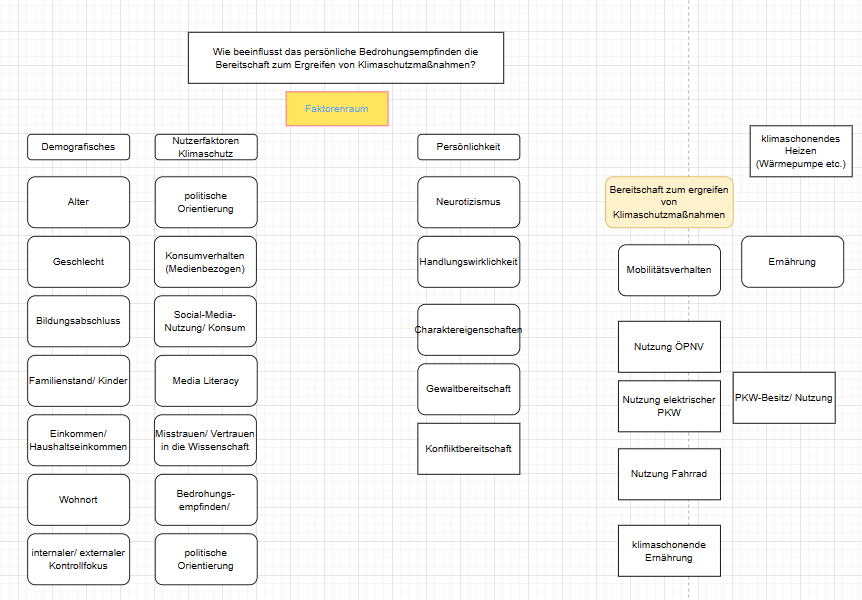 Wie beeinflusst das persönliche Bedrohungsempfinden die
Bereitschaft zum Ergreifen von Klimaschutzmaßnahmen?
Faktorenraum
Demografisches
Alter
Geschlecht
Bildungsabschluss
Familienstand/ Kinder
Einkommen/
Haushaltseinkommen
Wohnort
internaler/ externaler
Kontrollfokus
Nutzerfaktoren
Klimaschutz
politische
Orientierung
Konsumverhalten
(Medienbezogen)
Social-Media-
Nutzung/ Konsum
Media Literacy
Misstrauen/ Vertrauen
in die Wissenschaft
Bedrohungs-
empfinden/
politische
Orientierung
Persönlichkeit
Neurotizismus
Handlungswirklichkeit
Charaktereigenschaften
Gewaltbereitschaft
Konfliktbereitschaft
Bereitschaft zum ergreifen
von
Klimaschutzmaßnahmen
Mobilitätsverhalten
Nutzung ÖPNV
Nutzung elektrischer
PKW
Nutzung Fahrrad
klimaschonende
Ernährung
klimaschonendes
Heizen
(Wärmepumpe etc.)
Ernährung
PKW-Besitz/ Nutzung